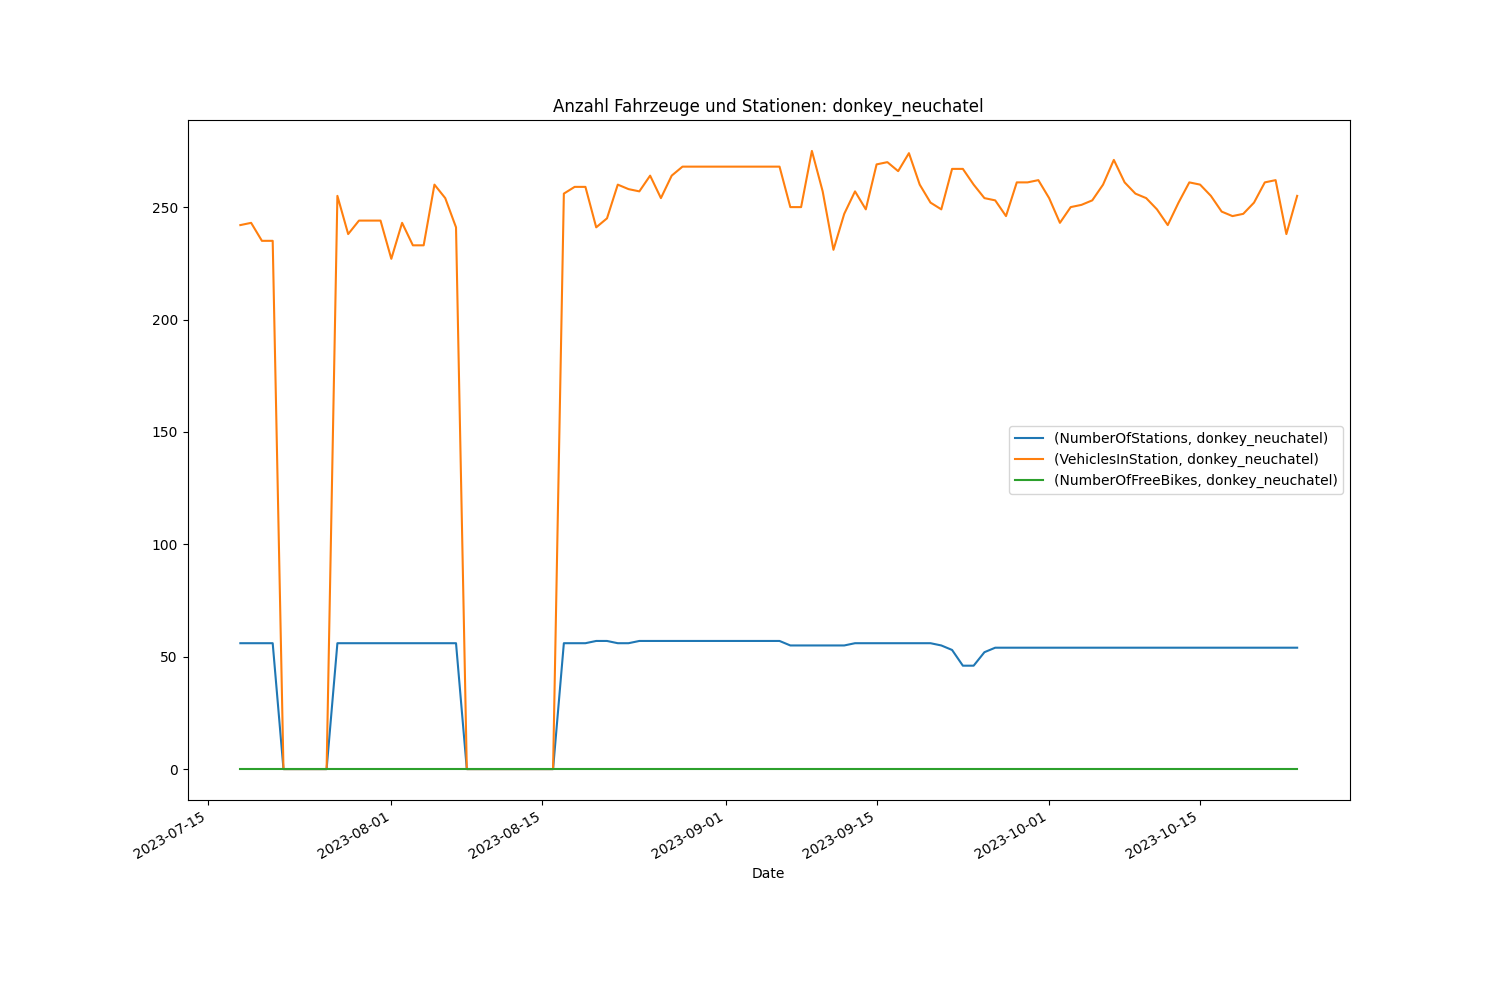 Anzahl Fahrzeuge und Stationen: donkey_neuchatel
250
200
150
100
50
0
(NumberOfStations, donkey_neuchatel)
(VehiclesInStation, donkey_neuchatel)
(NumberOfFreeBikes, donkey_neuchatel)
2023-07-15
2023-08-01
2023-08-15
2023-09-01
2023-09-15
2023-10-01
2023-10-15
Date